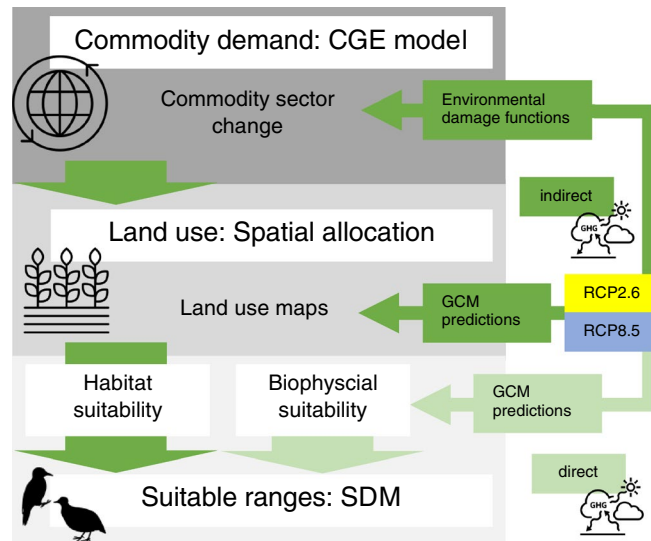 Commodity demand: CGE model
Commodity sector
change
Environmental
damage functions
indirect
GHG
Land use: Spatial allocation
Land use maps
GCM
predictions
RCP2.6
RCP8.5
Habitat
suitability
Biophyscial
suitability
GCM
predictions
direct
GHG
Suitable ranges: SDM